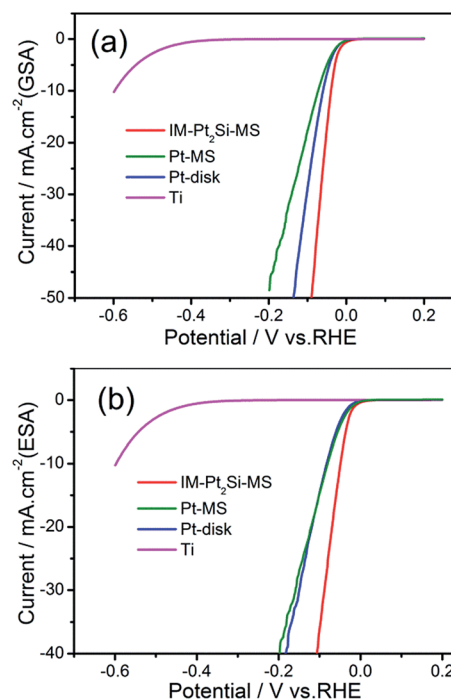 (a)
0
-10
-20
-30
-40
-50
Current / mA.cm⁻²(GSA)
IM-Pt₂Si-MS
Pt-MS
Pt-disk
Ti
-0.6 -0.4 -0.2 0.0 0.2
Potential / V vs.RHE
(b)
0
-10
-20
-30
-40
Current / mA.cm⁻²(ESA)
IM-Pt₂Si-MS
Pt-MS
Pt-disk
Ti
-0.6 -0.4 -0.2 0.0 0.2
Potential / V vs.RHE